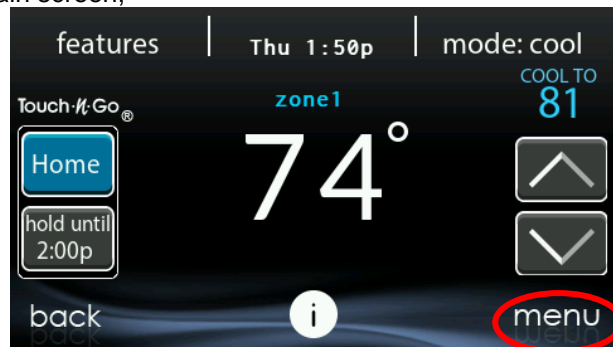 features
Thu 1:50p
mode: cool
COOL TO
81
Touch·N·Go®
zone1
74°
Home
hold until
2:00p
back
i
menu